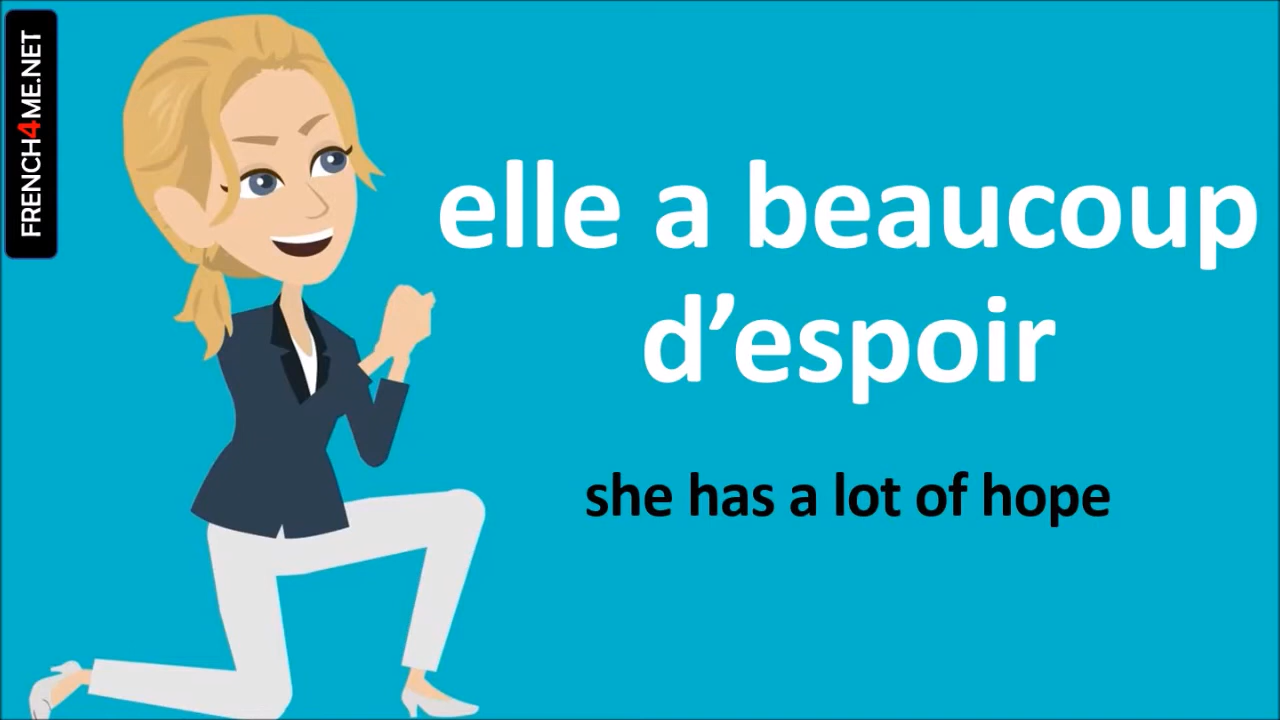 FRENCH4ME.NET
elle a beaucoup
d’espoir
she has a lot of hope